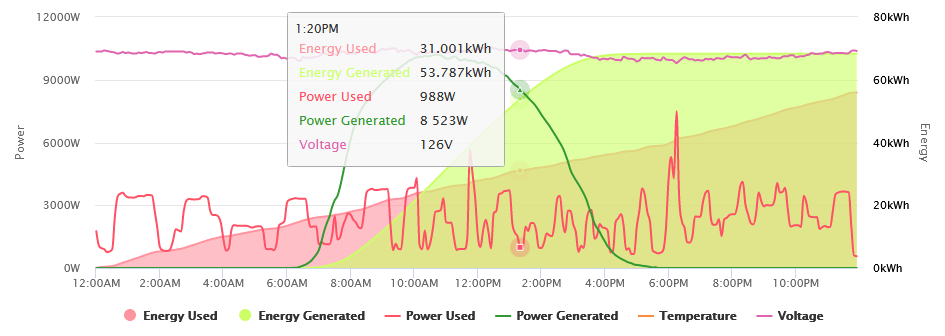 12000W
80kWh
1:20PM
Energy Used 31.001kWh
Energy Generated 53.787kWh
Power Used 988W
Power Generated 8 523W
Voltage 126V
9000W
60kWh
Power
6000W
40kWh
Energy
3000W
20kWh
0W
0kWh
12:00AM 2:00AM 4:00AM 6:00AM 8:00AM 10:00AM 12:00PM 2:00PM 4:00PM 6:00PM 8:00PM 10:00PM
Energy Used Energy Generated Power Used Power Generated Temperature Voltage